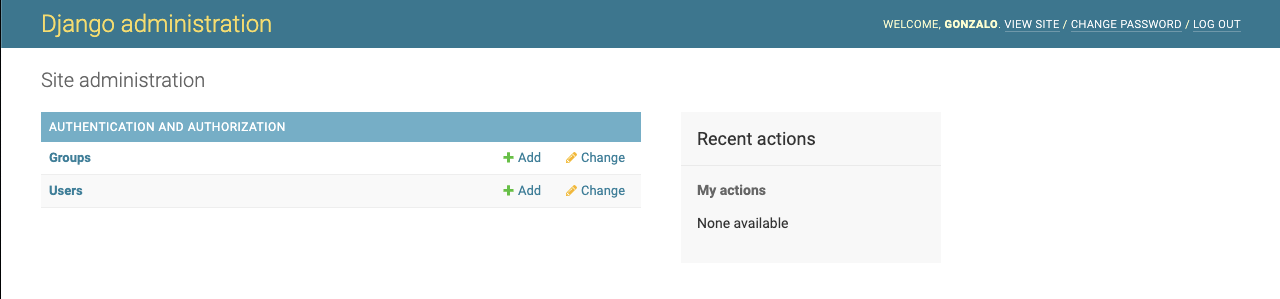 Django administration
WELCOME, GONZALO. VIEW SITE / CHANGE PASSWORD / LOG OUT
Site administration
AUTHENTICATION AND AUTHORIZATION
Groups Add Change
Users Add Change
Recent actions
My actions
None available